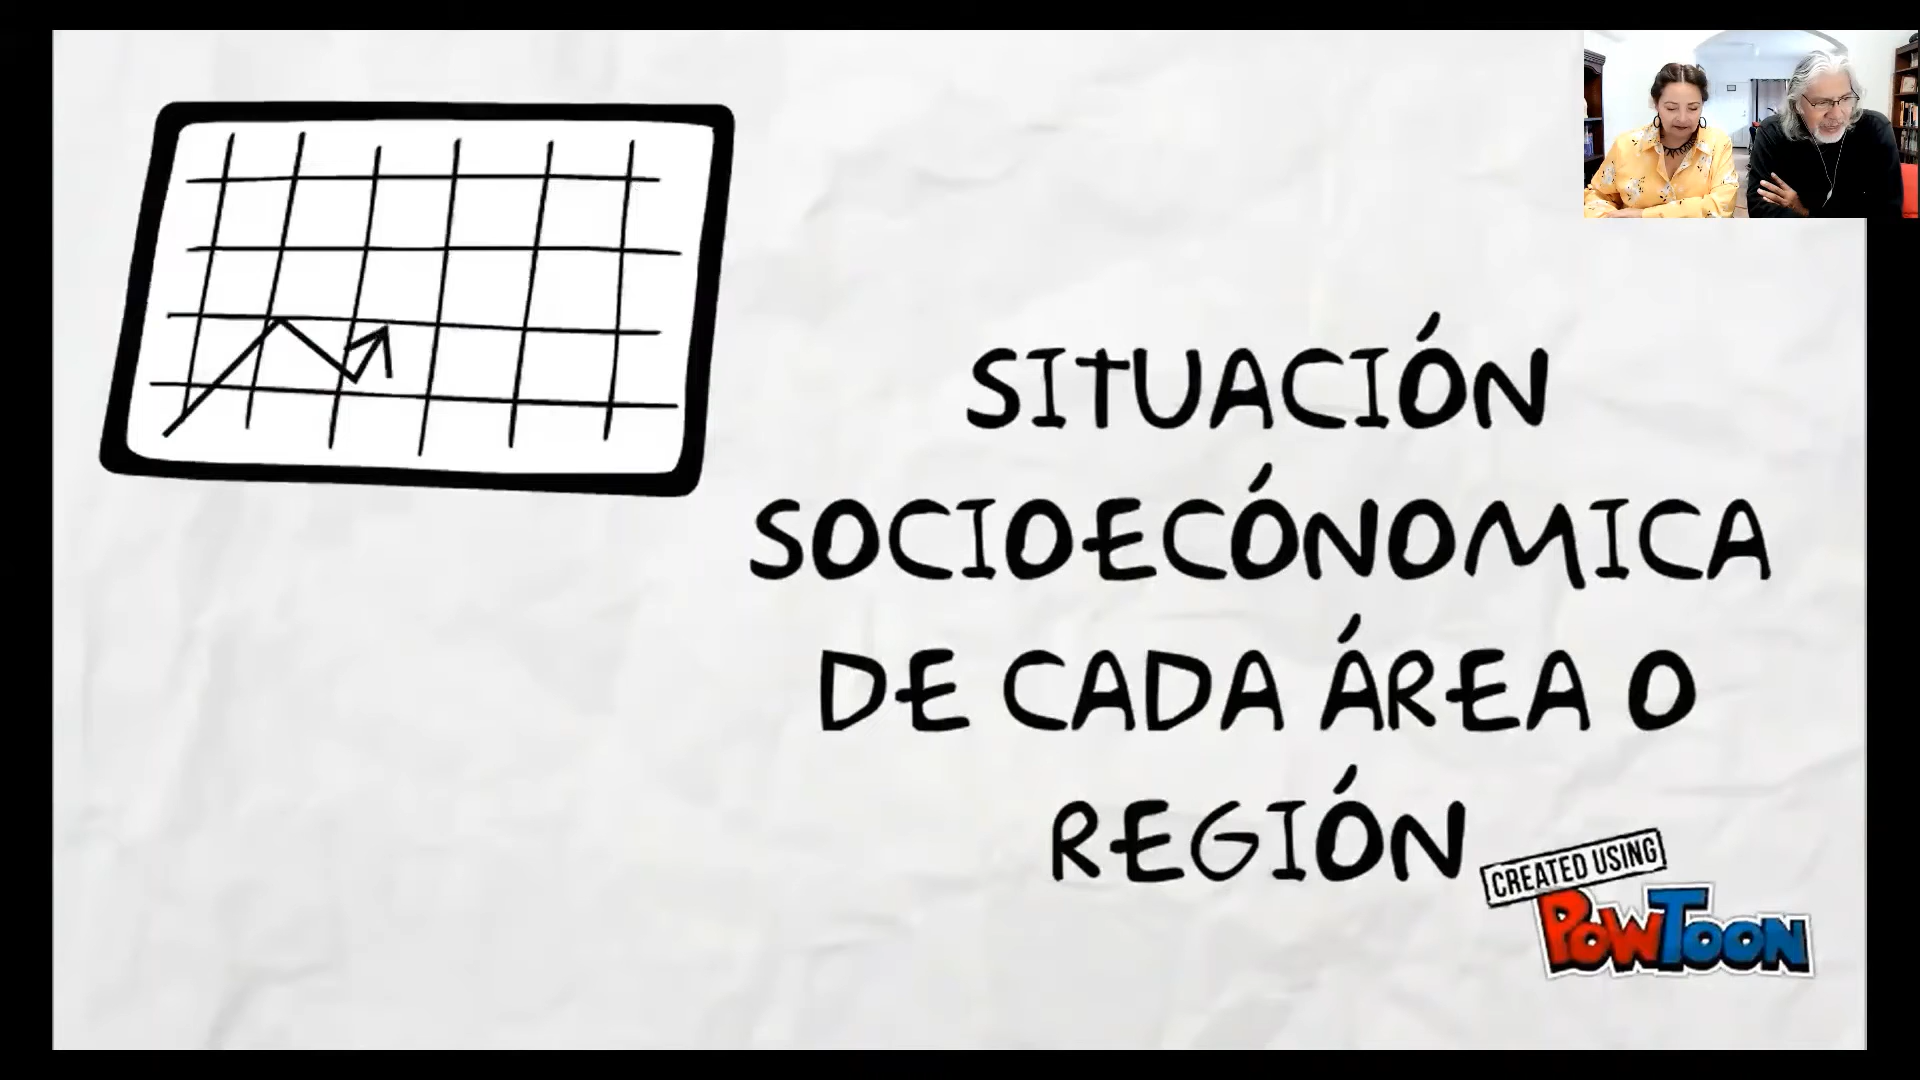 SITUACIÓN
SOCIOECÓNOMICA
DE CADA ÁREA O
REGIÓN
CREATED USING
POWTOON